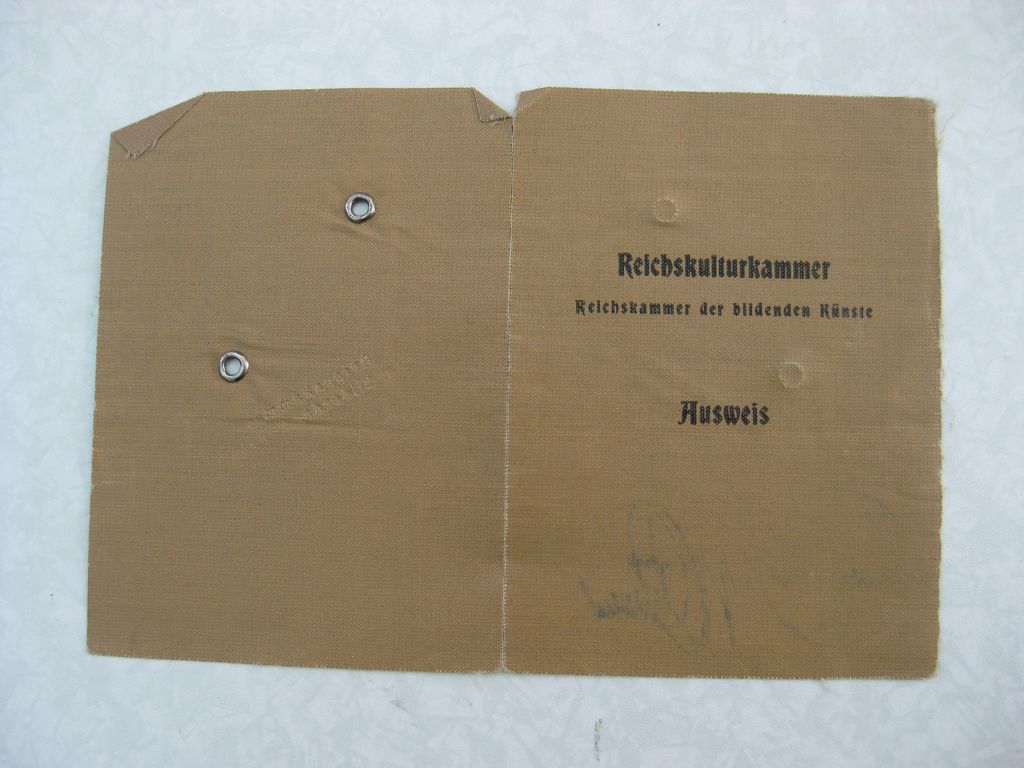 Reichskulturkammer
Reichskammer der bildenden Künste
Ausweis